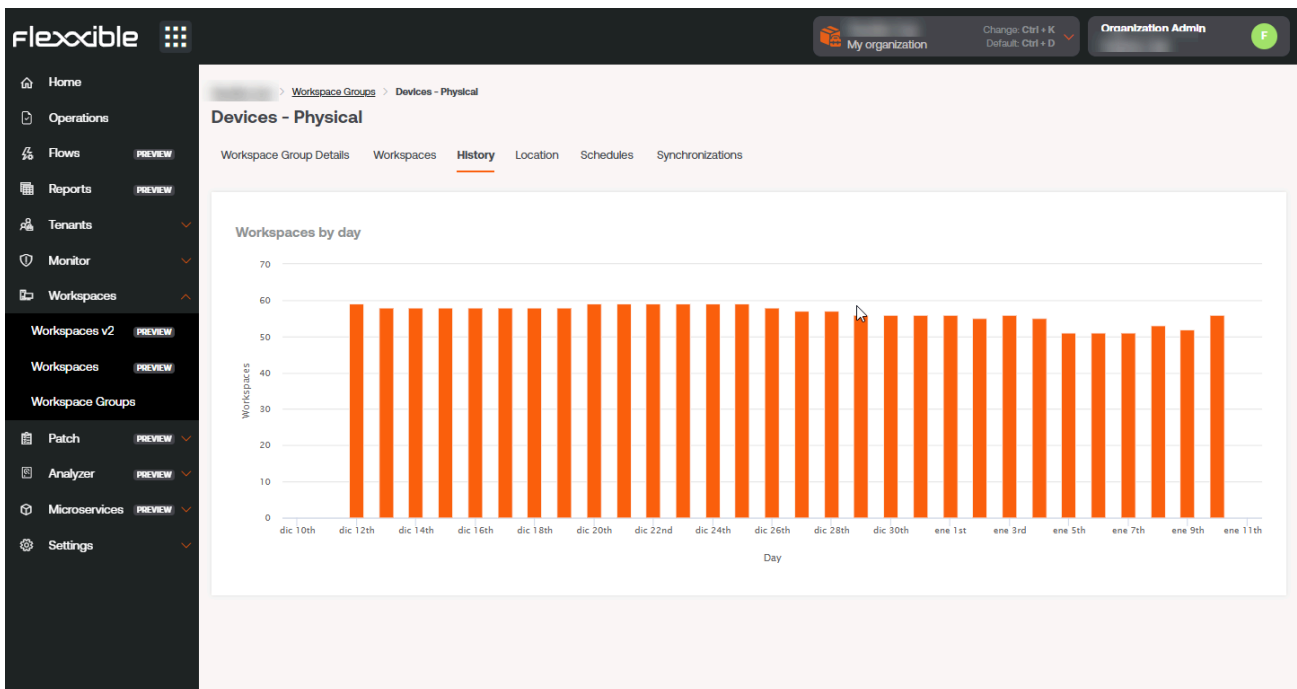 Flexxible
My organization
Change: Ctrl + K
Default: Ctrl + D
Organization Admin
F
Home
Operations
Flows PREVIEW
Reports PREVIEW
Tenants
Monitor
Workspaces
Workspaces v2 PREVIEW
Workspaces PREVIEW
Workspace Groups
Patch PREVIEW
Analyzer PREVIEW
Microservices PREVIEW
Settings
> Workspace Groups > Devices - Physical
Devices - Physical
Workspace Group Details Workspaces History Location Schedules Synchronizations
Workspaces by day
70
60
50
40
30
20
10
0
Workspaces
dic 10th dic 12th dic 14th dic 16th dic 18th dic 20th dic 22nd dic 24th dic 26th dic 28th dic 30th ene 1st ene 3rd ene 5th ene 7th ene 9th ene 11th
Day